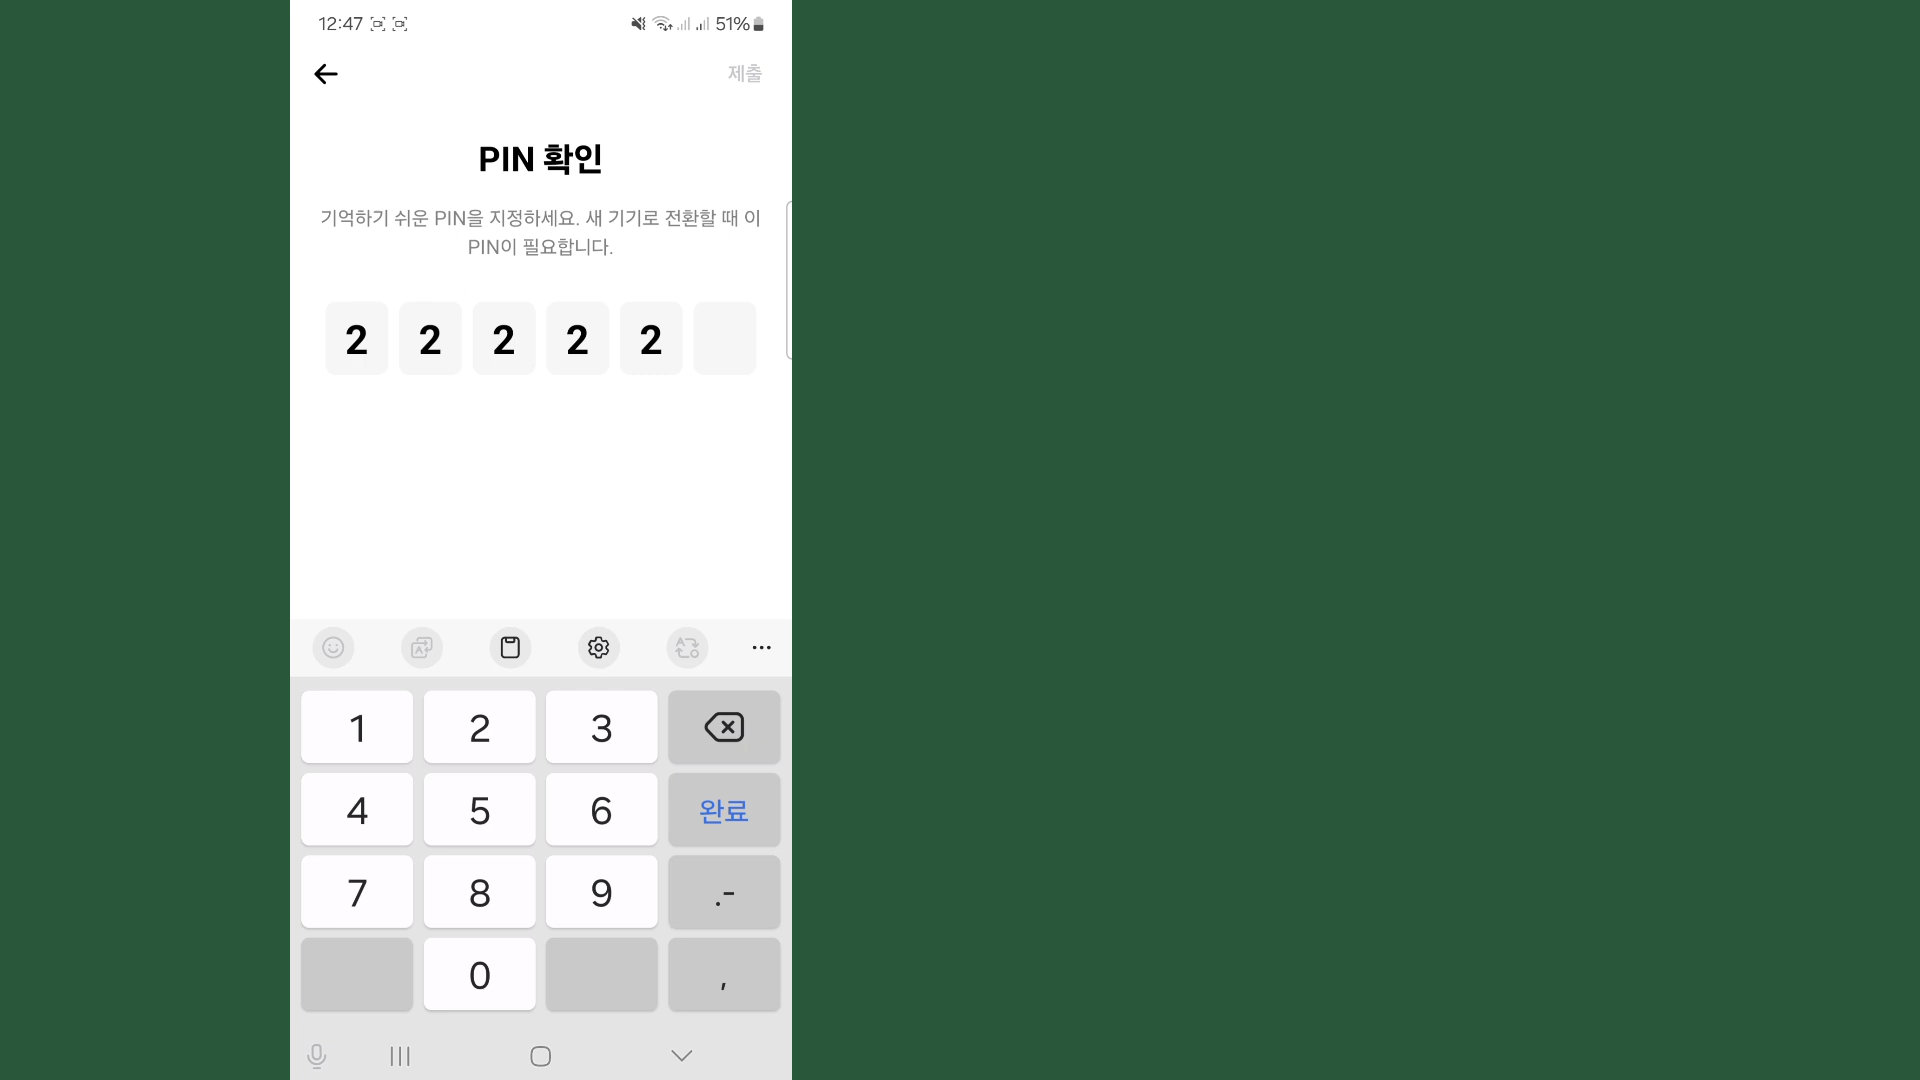 12:47
51%
제출
PIN 확인
기억하기 쉬운 PIN을 지정하세요. 새 기기로 전환할 때 이
PIN이 필요합니다.
2 2 2 2 2
1 2 3
4 5 6 완료
7 8 9 .-
0 ,